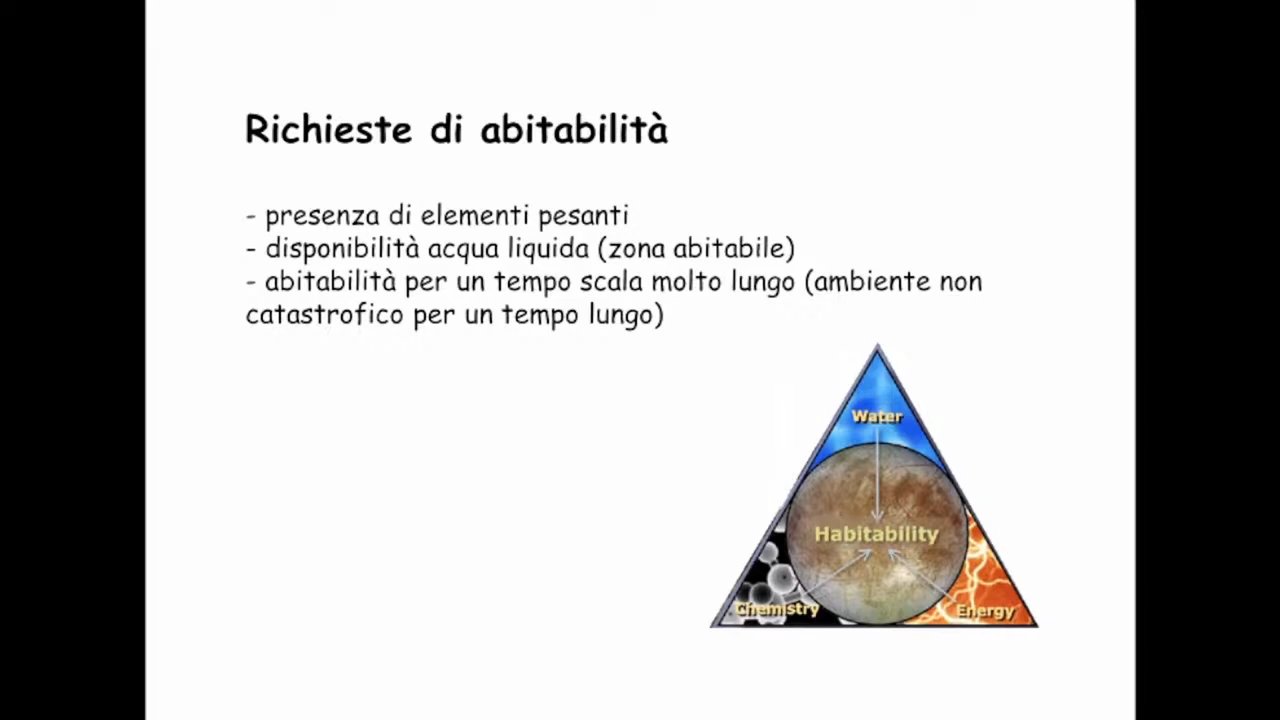 Richieste di abitabilità
- presenza di elementi pesanti
- disponibilità acqua liquida (zona abitabile)
- abitabilità per un tempo scala molto lungo (ambiente non
catastrofico per un tempo lungo)
Water
Habitability
Chemistry
Energy